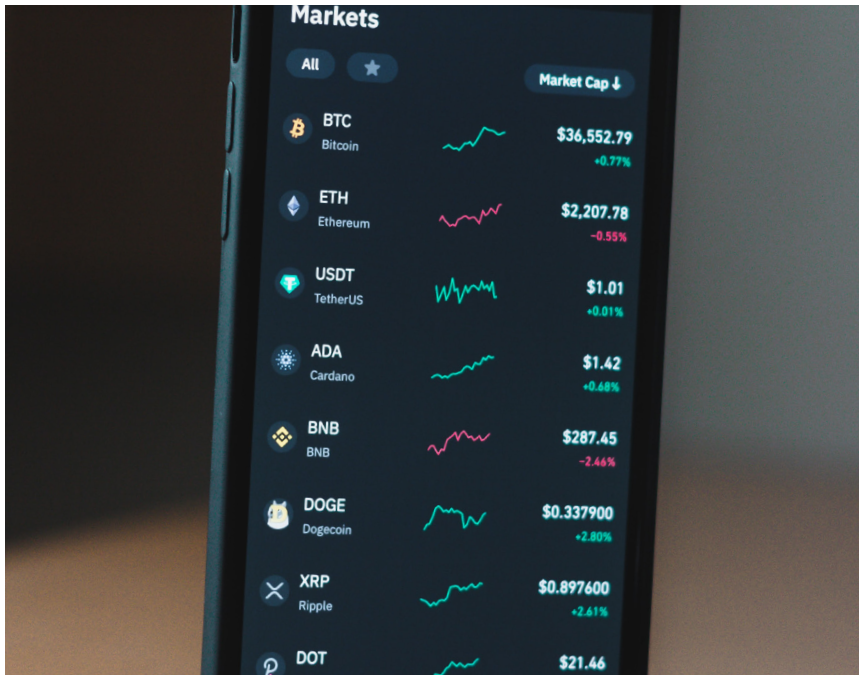 Markets
All
Market Cap ↓
BTC
Bitcoin
$36,552.79
+0.77%
ETH
Ethereum
$2,207.78
-0.55%
USDT
TetherUS
$1.01
+0.01%
ADA
Cardano
$1.42
+0.68%
BNB
BNB
$287.45
-2.46%
DOGE
Dogecoin
$0.337900
+2.80%
XRP
Ripple
$0.897600
+2.61%
DOT
$21.46